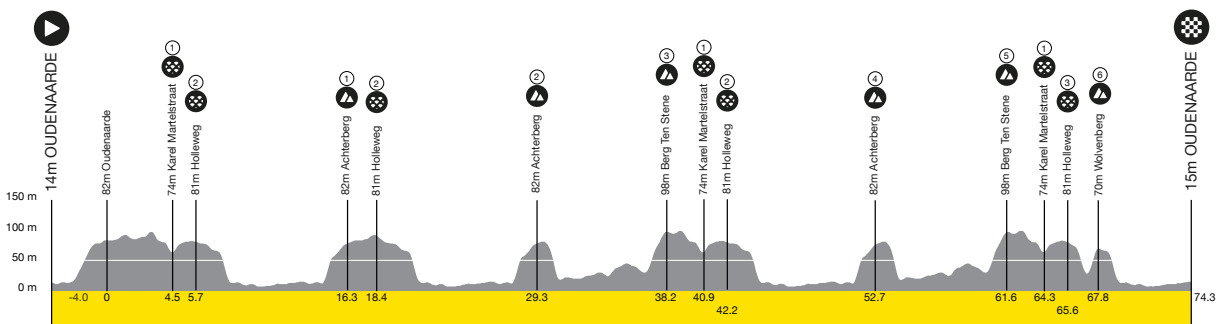 14m OUDENAARDE
82m Oudenaarde
1
74m Karel Martelstraat
2
81m Holleweg
1
82m Achterberg
2
81m Holleweg
2
82m Achterberg
3
98m Berg Ten Stene
1
74m Karel Martelstraat
2
81m Holleweg
4
82m Achterberg
5
98m Berg Ten Stene
1
74m Karel Martelstraat
3
81m Holleweg
6
70m Wolvenberg
15m OUDENAARDE
150 m
100 m
50 m
0 m
-4.0 0 4.5 5.7 16.3 18.4 29.3 38.2 40.9 52.7 61.6 64.3 67.8 74.3
42.2 65.6